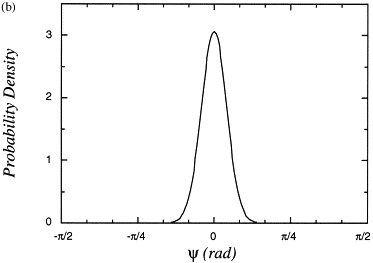 (b)
Probability Density
3
2
1
0
-π/2
-π/4
0
π/4
π/2
ψ (rad)